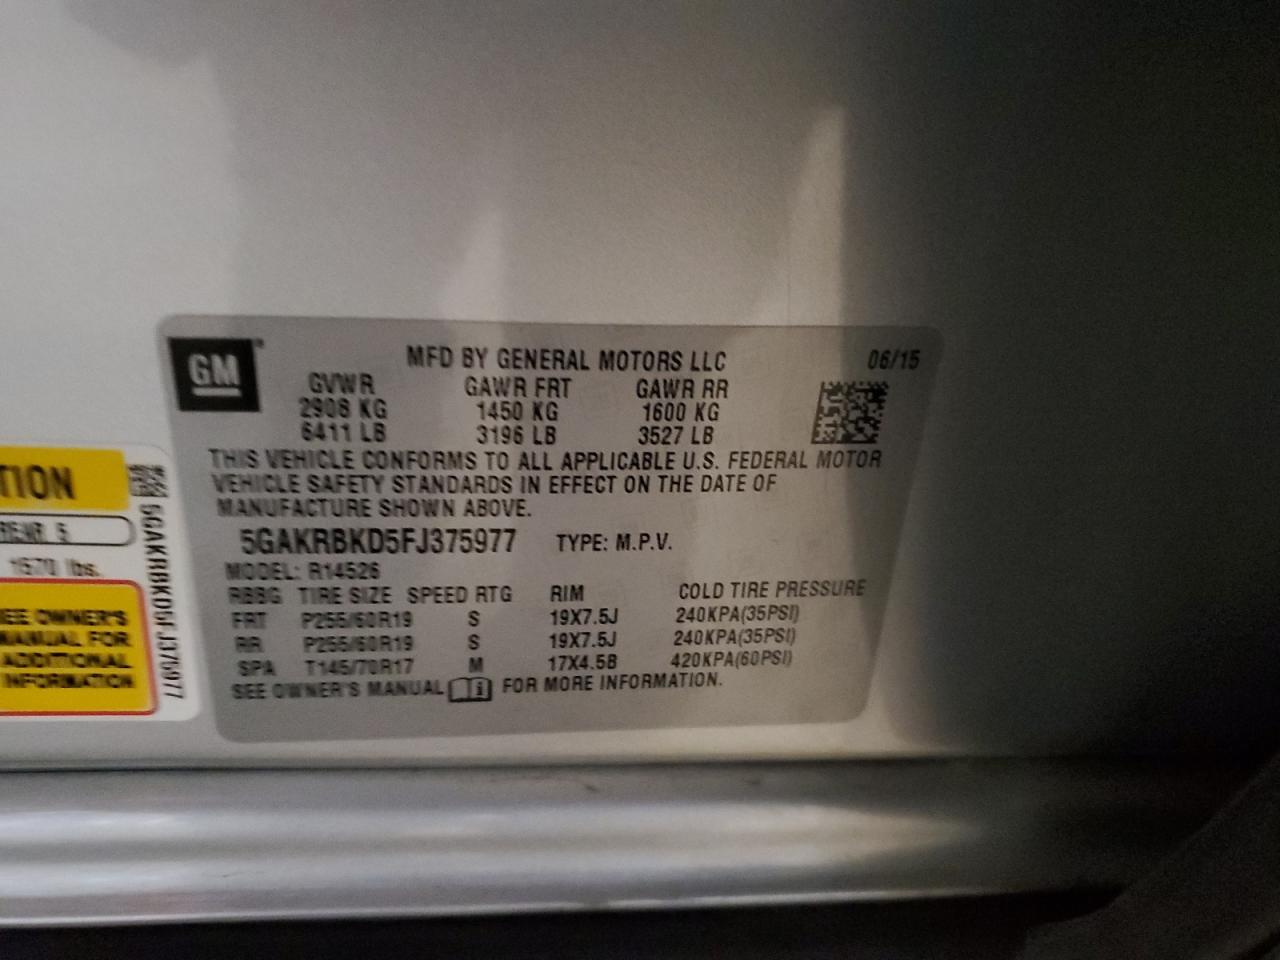 GM
MFD BY GENERAL MOTORS LLC 06/15
GVWR GAWR FRT GAWR RR
2908 KG 1450 KG 1600 KG
6411 LB 3196 LB 3527 LB
THIS VEHICLE CONFORMS TO ALL APPLICABLE U.S. FEDERAL MOTOR
VEHICLE SAFETY STANDARDS IN EFFECT ON THE DATE OF
MANUFACTURE SHOWN ABOVE.
5GAKRBKD5FJ375977 TYPE: M.P.V.
MODEL: R14526
RBBG TIRE SIZE SPEED RTG RIM COLD TIRE PRESSURE
FRT P255/60R19 S 19X7.5J 240KPA(35PSI)
RR P255/60R19 S 19X7.5J 240KPA(35PSI)
SPA T145/70R17 M 17X4.5B 420KPA(60PSI)
SEE OWNER'S MANUAL FOR MORE INFORMATION.
TION
REAR 5
1570 lbs.
SEE OWNER'S
MANUAL FOR
ADDITIONAL
INFORMATION
5GAKRBKD5FJ375977